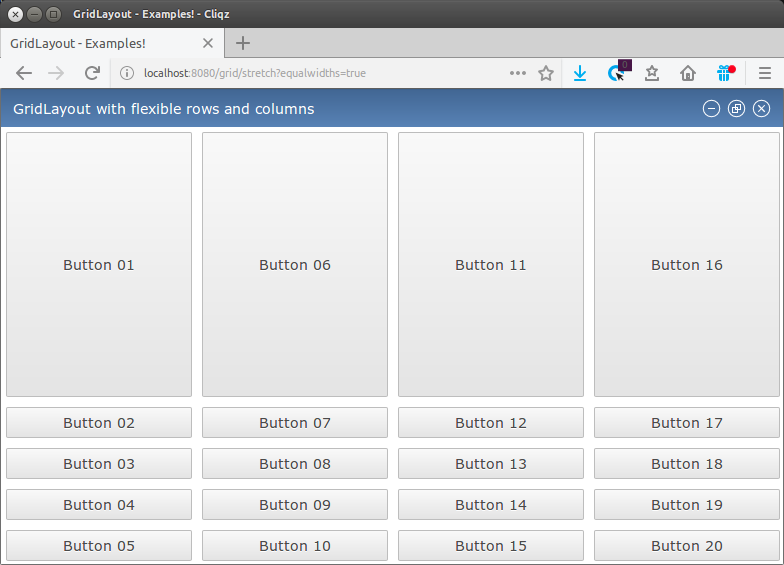 GridLayout - Examples! - Cliqz
GridLayout - Examples!
localhost:8080/grid/stretch?equalwidths=true
0
GridLayout with flexible rows and columns
Button 01 Button 06 Button 11 Button 16
Button 02 Button 07 Button 12 Button 17
Button 03 Button 08 Button 13 Button 18
Button 04 Button 09 Button 14 Button 19
Button 05 Button 10 Button 15 Button 20